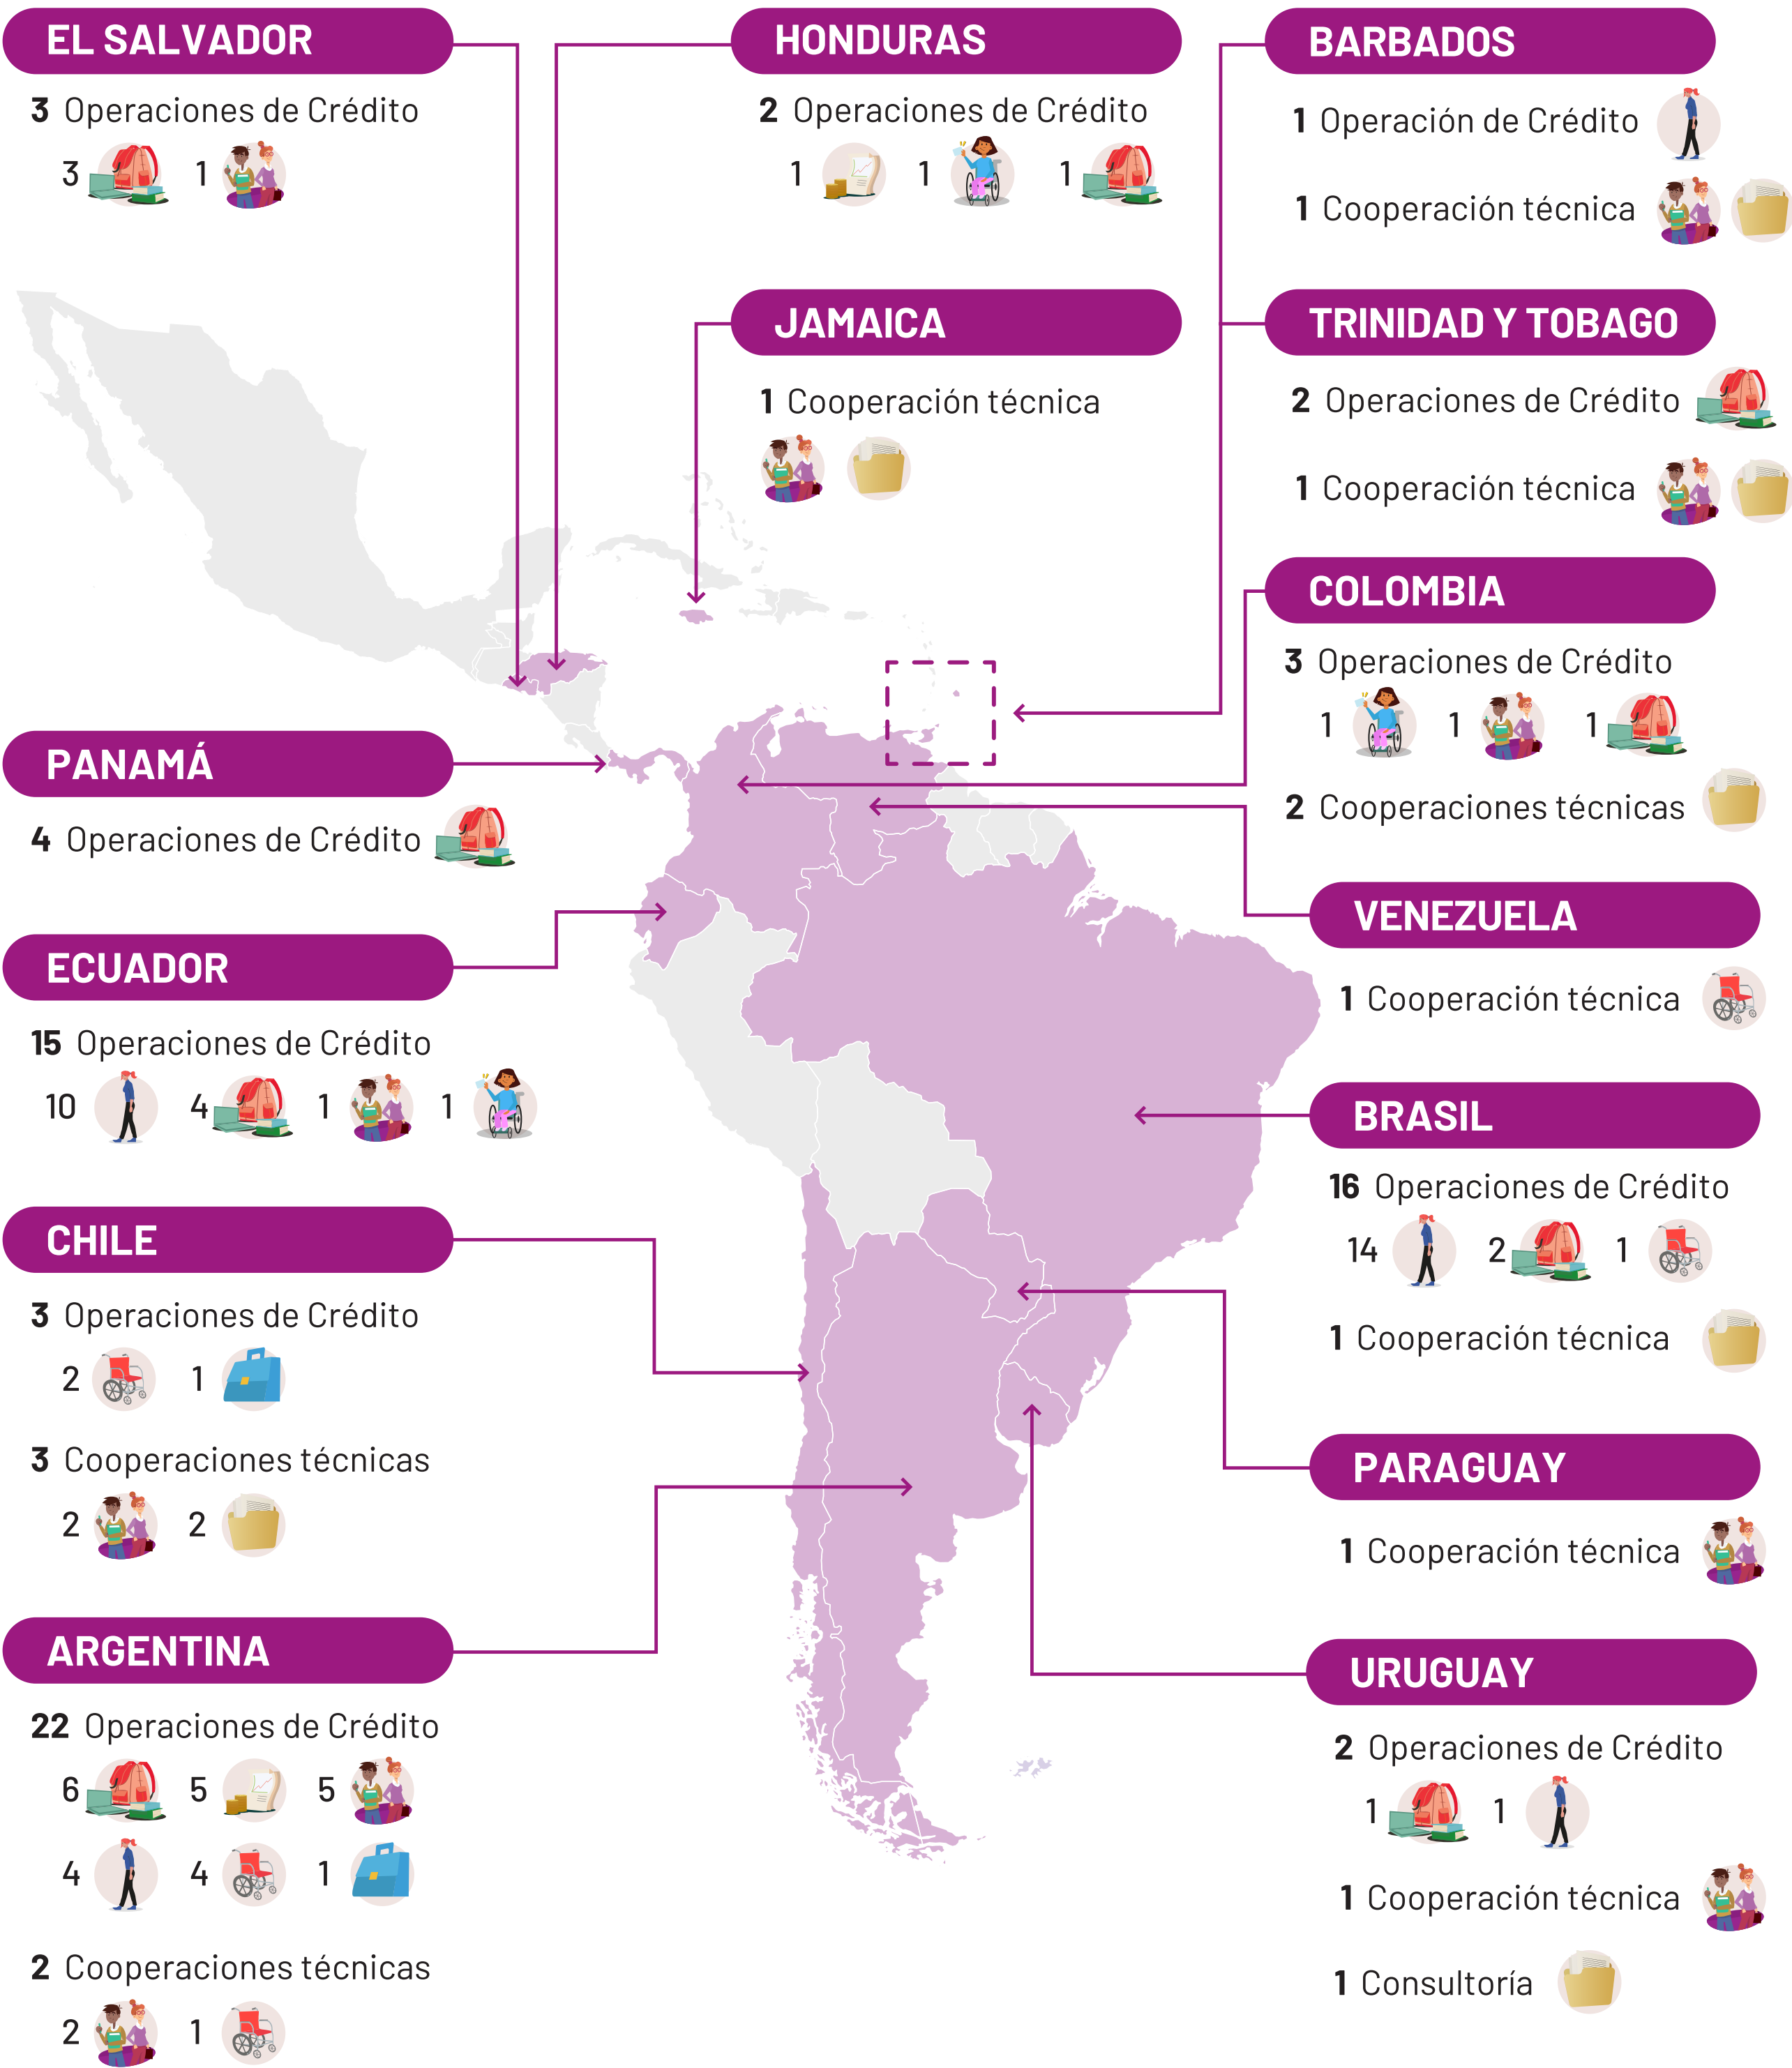 EL SALVADOR
3 Operaciones de Crédito
3 1
HONDURAS
2 Operaciones de Crédito
1 1 1
BARBADOS
1 Operación de Crédito
1 Cooperación técnica
JAMAICA
1 Cooperación técnica
TRINIDAD Y TOBAGO
2 Operaciones de Crédito
1 Cooperación técnica
COLOMBIA
3 Operaciones de Crédito
1 1 1
2 Cooperaciones técnicas
PANAMÁ
4 Operaciones de Crédito
VENEZUELA
1 Cooperación técnica
ECUADOR
15 Operaciones de Crédito
10 4 1 1
BRASIL
16 Operaciones de Crédito
14 2 1
1 Cooperación técnica
CHILE
3 Operaciones de Crédito
2 1
3 Cooperaciones técnicas
2 2
PARAGUAY
1 Cooperación técnica
ARGENTINA
22 Operaciones de Crédito
6 5 5
4 4 1
2 Cooperaciones técnicas
2 1
URUGUAY
2 Operaciones de Crédito
1 1
1 Cooperación técnica
1 Consultoría